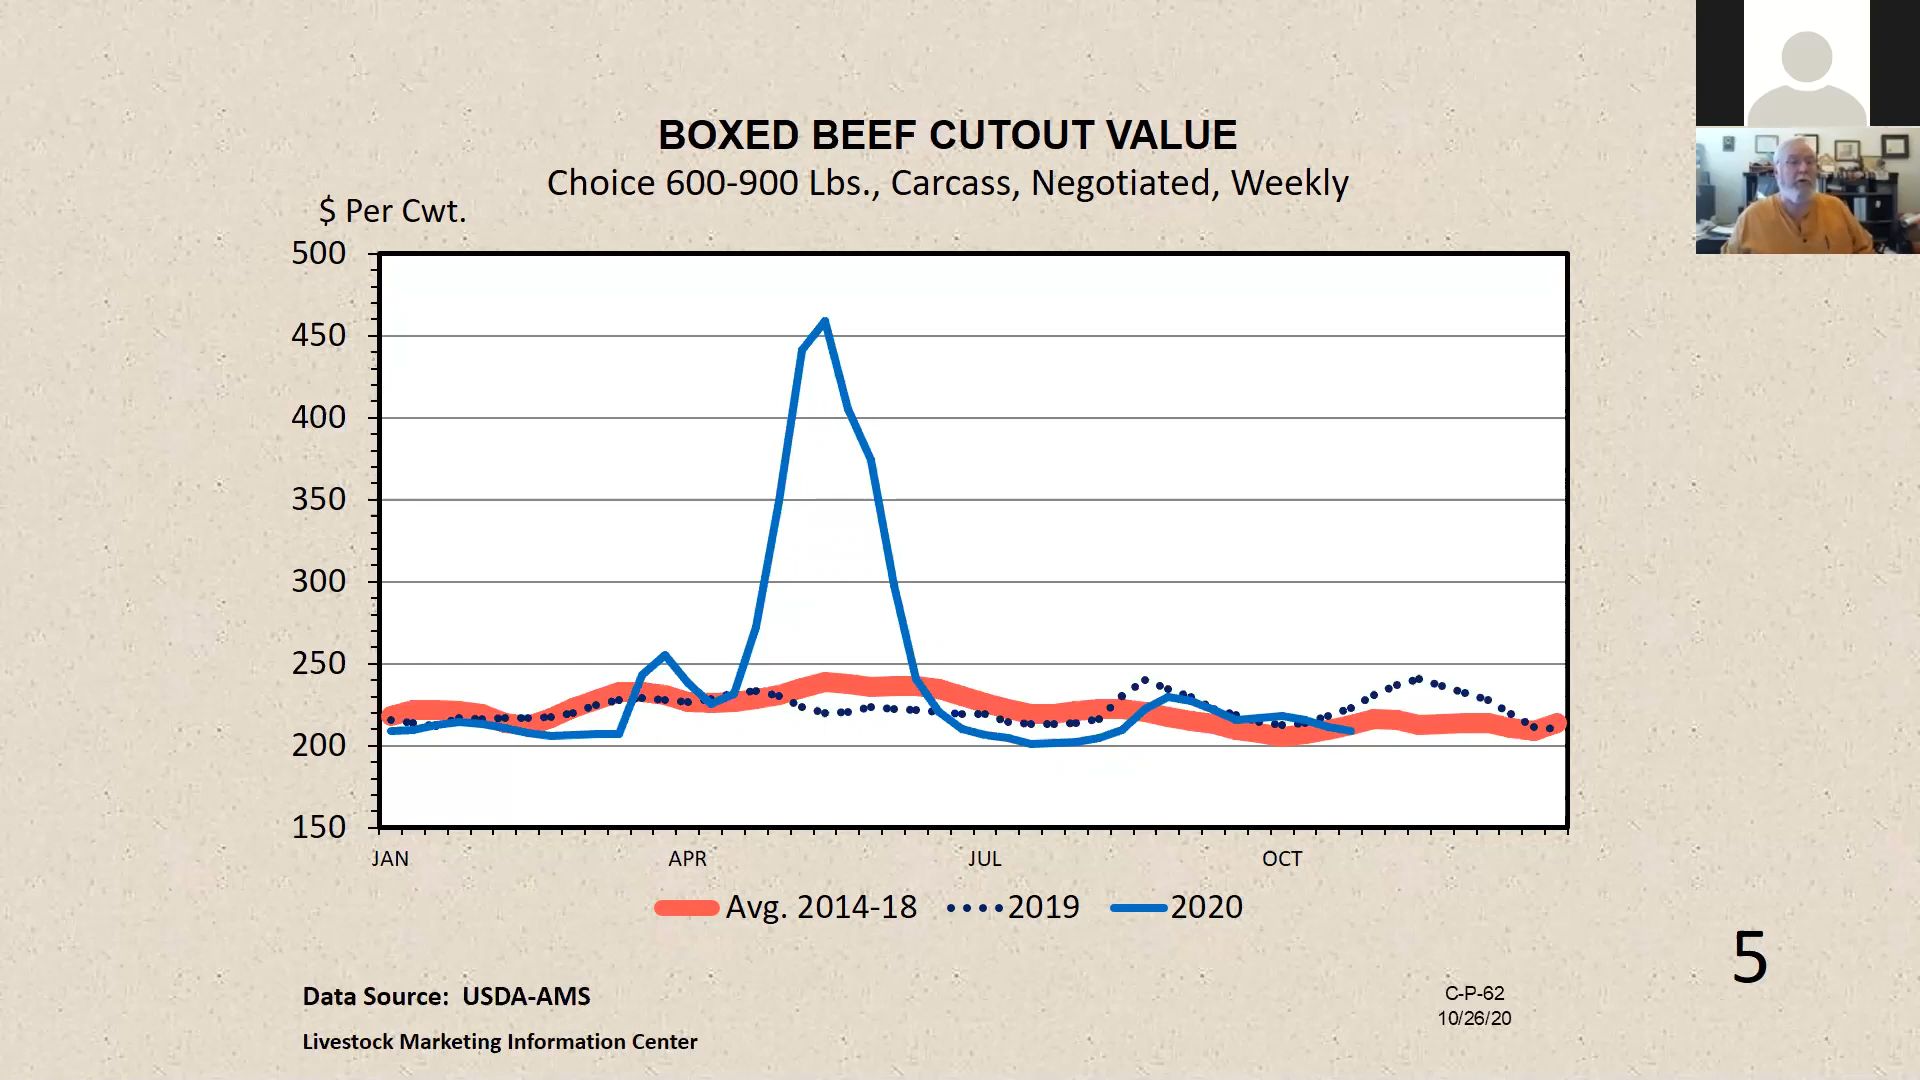 BOXED BEEF CUTOUT VALUE
Choice 600-900 Lbs., Carcass, Negotiated, Weekly
$ Per Cwt.
500
450
400
350
300
250
200
150
JAN APR JUL OCT
Avg. 2014-18 2019 2020
5
Data Source: USDA-AMS
C-P-62
10/26/20
Livestock Marketing Information Center